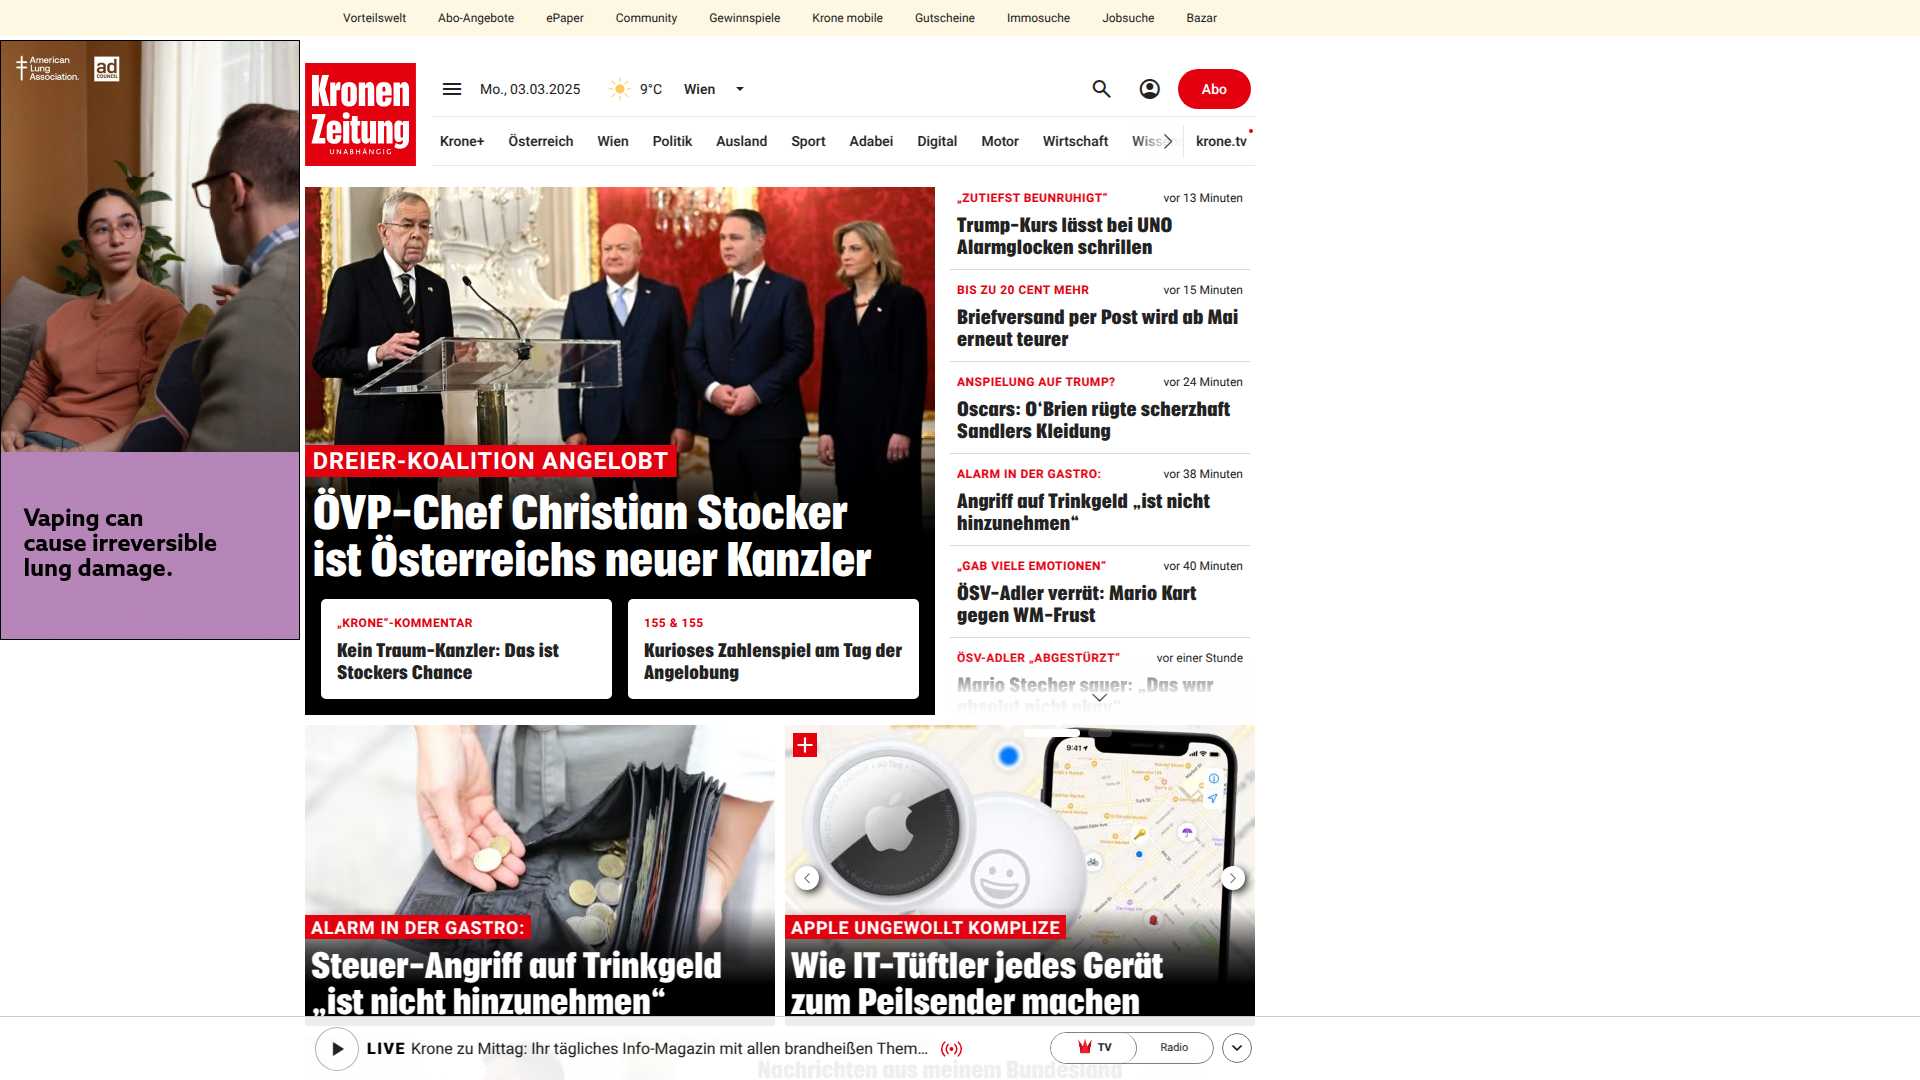 Vorteilswelt Abo-Angebote ePaper Community Gewinnspiele Krone mobile Gutscheine Immosuche Jobsuche Bazar
American
Lung
Association.
ad
COUNCIL
Vaping can
cause irreversible
lung damage.
Kronen
Zeitung
UNABHÄNGIG
Mo., 03.03.2025 9°C Wien
Abo
Krone+ Österreich Wien Politik Ausland Sport Adabei Digital Motor Wirtschaft krone.tv
DREIER-KOALITION ANGELOBT
ÖVP-Chef Christian Stocker
ist Österreichs neuer Kanzler
„KRONE“-KOMMENTAR
Kein Traum-Kanzler: Das ist
Stockers Chance
155 & 155
Kurioses Zahlenspiel am Tag der
Angelobung
„ZUTIEFST BEUNRUHIGT“ vor 13 Minuten
Trump-Kurs lässt bei UNO
Alarmglocken schrillen
BIS ZU 20 CENT MEHR vor 15 Minuten
Briefversand per Post wird ab Mai
erneut teurer
ANSPIELUNG AUF TRUMP? vor 24 Minuten
Oscars: O‘Brien rügte scherzhaft
Sandlers Kleidung
ALARM IN DER GASTRO: vor 38 Minuten
Angriff auf Trinkgeld „ist nicht
hinzunehmen“
„GAB VIELE EMOTIONEN“ vor 40 Minuten
ÖSV-Adler verrät: Mario Kart
gegen WM-Frust
ÖSV-ADLER „ABGESTÜRZT“ vor einer Stunde
Mario Stecher sauer: „Das war
absolut nicht okay“
ALARM IN DER GASTRO:
Steuer-Angriff auf Trinkgeld
„ist nicht hinzunehmen“
9:41
APPLE UNGEWOLLT KOMPLIZE
Wie IT-Tüftler jedes Gerät
zum Peilsender machen
LIVE Krone zu Mittag: Ihr tägliches Info-Magazin mit allen brandheißen Them...
TV Radio
Nachrichten aus meinem Bundesland